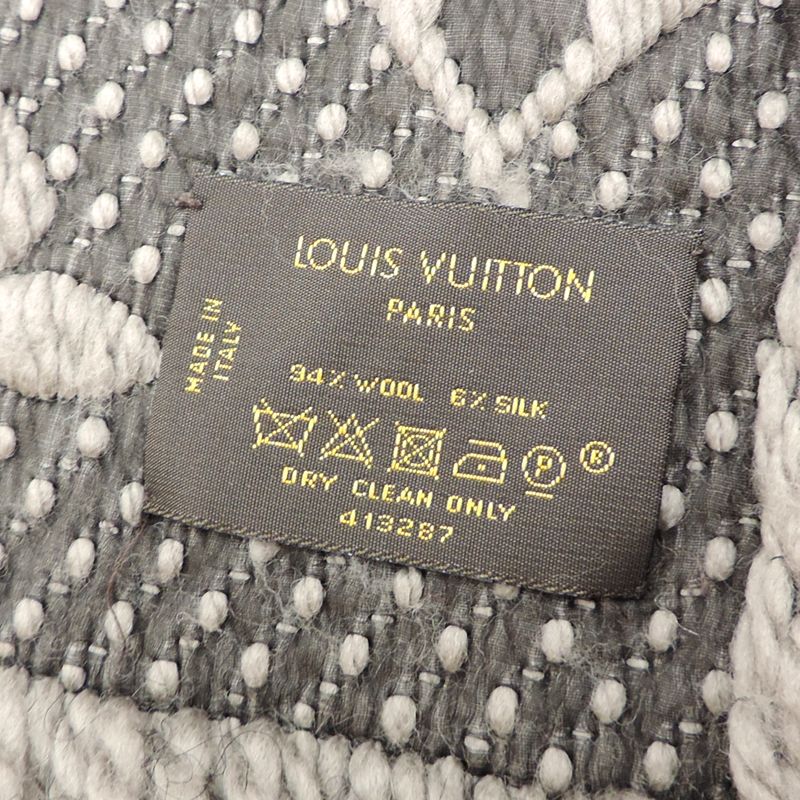 LOUIS VUITTON
PARIS
MADE IN
ITALY
94% WOOL 6% SILK
P ®
DRY CLEAN ONLY
413287